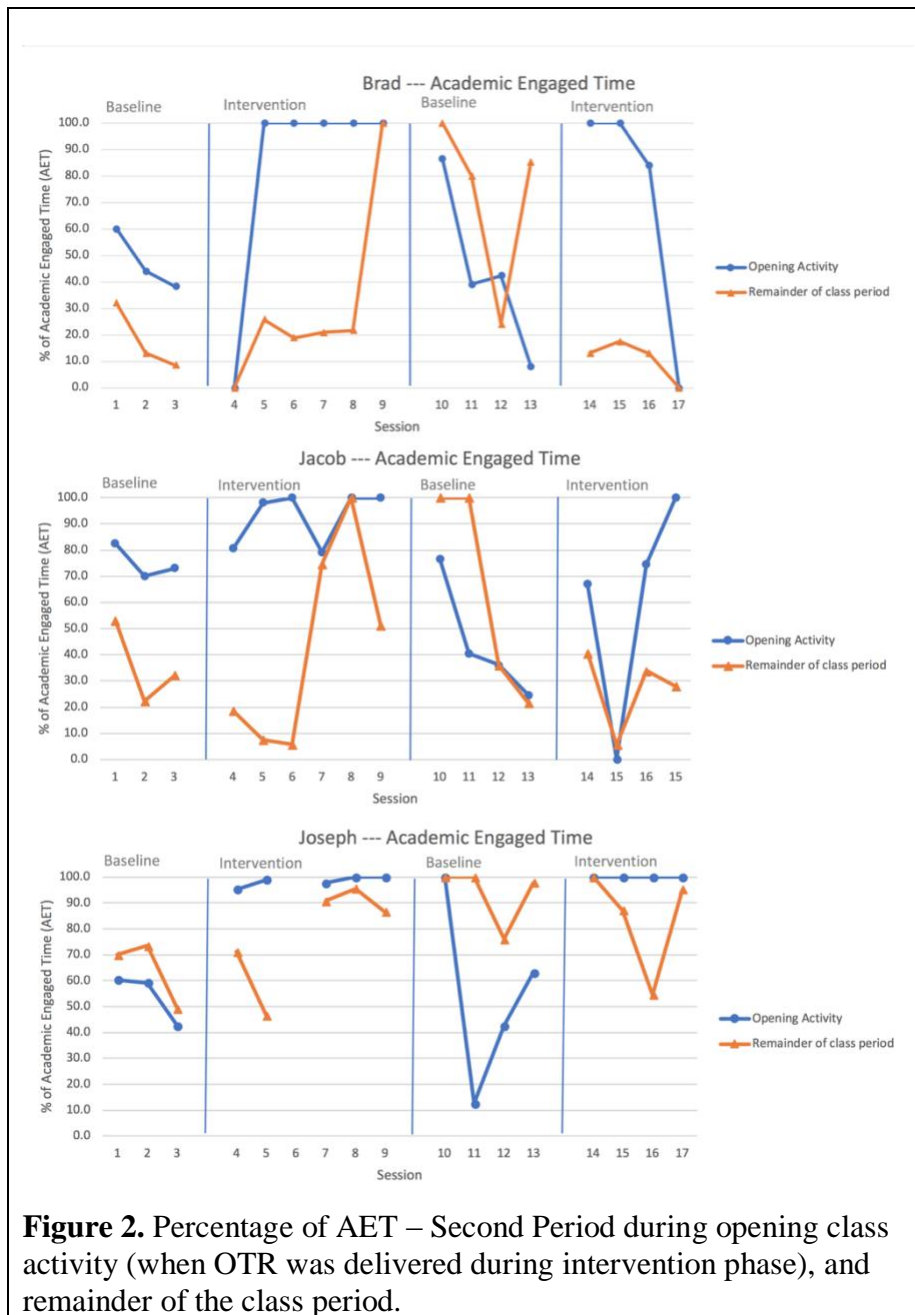 Brad --- Academic Engaged Time
Baseline
Intervention
Baseline
Intervention
% of Academic Engaged Time (AET)
100.0
90.0
80.0
70.0
60.0
50.0
40.0
30.0
20.0
10.0
0.0
1 2 3 4 5 6 7 8 9 10 11 12 13 14 15 16 17
Session
Opening Activity
Remainder of class period
Jacob --- Academic Engaged Time
Baseline
Intervention
Baseline
Intervention
% of Academic Engaged Time (AET)
100.0
90.0
80.0
70.0
60.0
50.0
40.0
30.0
20.0
10.0
0.0
1 2 3 4 5 6 7 8 9 10 11 12 13 14 15 16 15
Session
Opening Activity
Remainder of class period
Joseph --- Academic Engaged Time
Baseline
Intervention
Baseline
Intervention
% of Academic Engaged Time (AET)
100.0
90.0
80.0
70.0
60.0
50.0
40.0
30.0
20.0
10.0
0.0
1 2 3 4 5 6 7 8 9 10 11 12 13 14 15 16 17
Session
Opening Activity
Remainder of class period
Figure 2. Percentage of AET – Second Period during opening class
activity (when OTR was delivered during intervention phase), and
remainder of the class period.